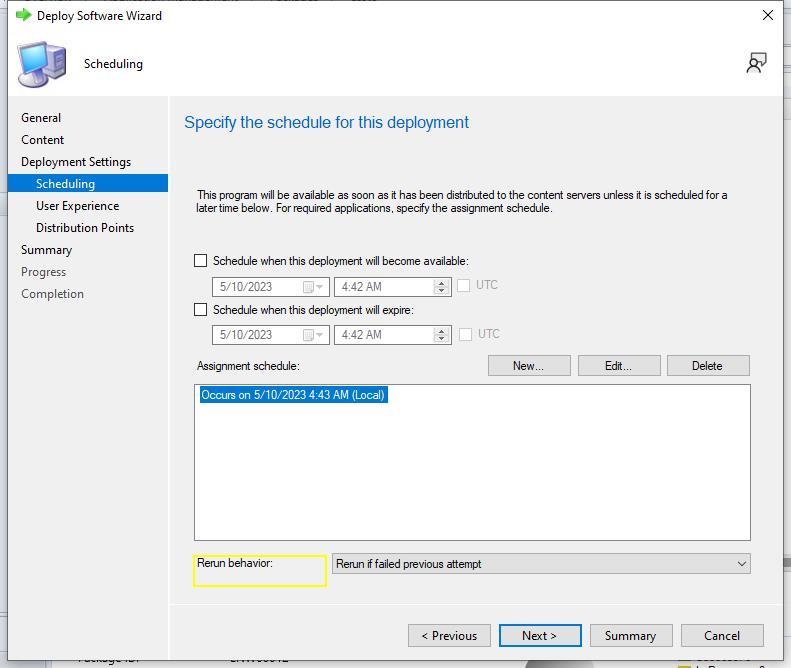 Deploy Software Wizard
Scheduling
General
Content
Deployment Settings
Scheduling
User Experience
Distribution Points
Summary
Progress
Completion
Specify the schedule for this deployment
This program will be available as soon as it has been distributed to the content servers unless it is scheduled for a
later time below. For required applications, specify the assignment schedule.
Schedule when this deployment will become available:
5/10/2023 4:42 AM UTC
Schedule when this deployment will expire:
5/10/2023 4:42 AM UTC
Assignment schedule: New... Edit... Delete
Occurs on 5/10/2023 4:43 AM (Local)
Rerun behavior: Rerun if failed previous attempt
< Previous Next > Summary Cancel